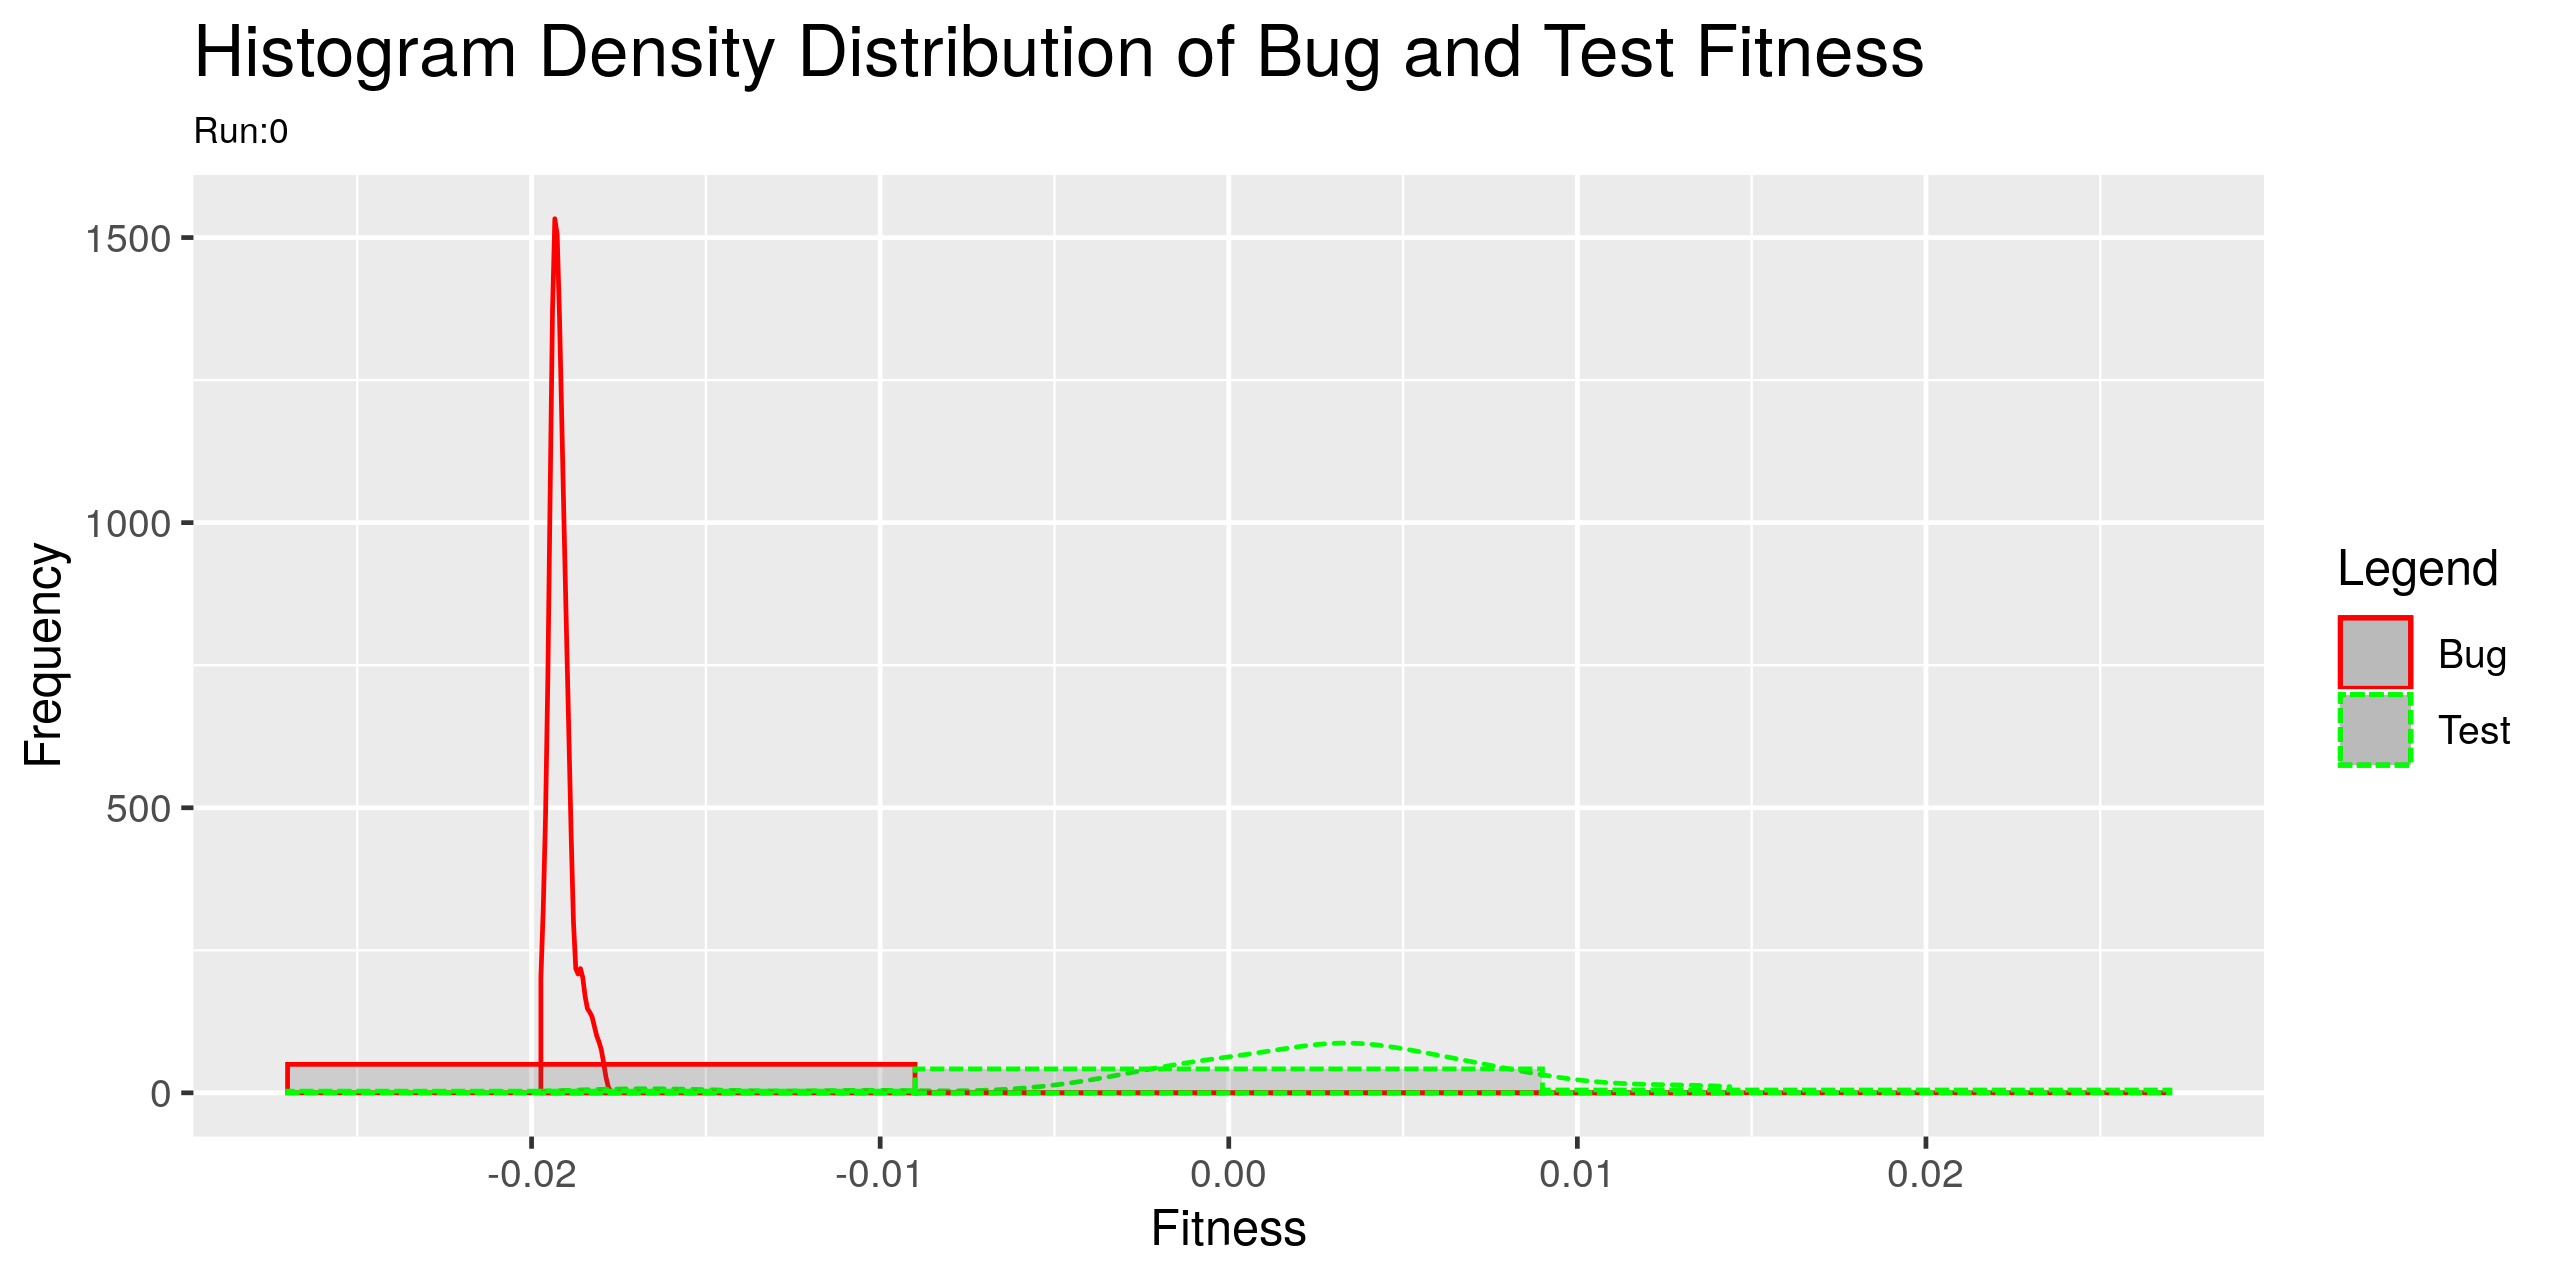 Histogram Density Distribution of Bug and Test Fitness
Run:0
Frequency
1500
1000
500
0
-0.02
-0.01
0.00
0.01
0.02
Fitness
Legend
Bug
Test